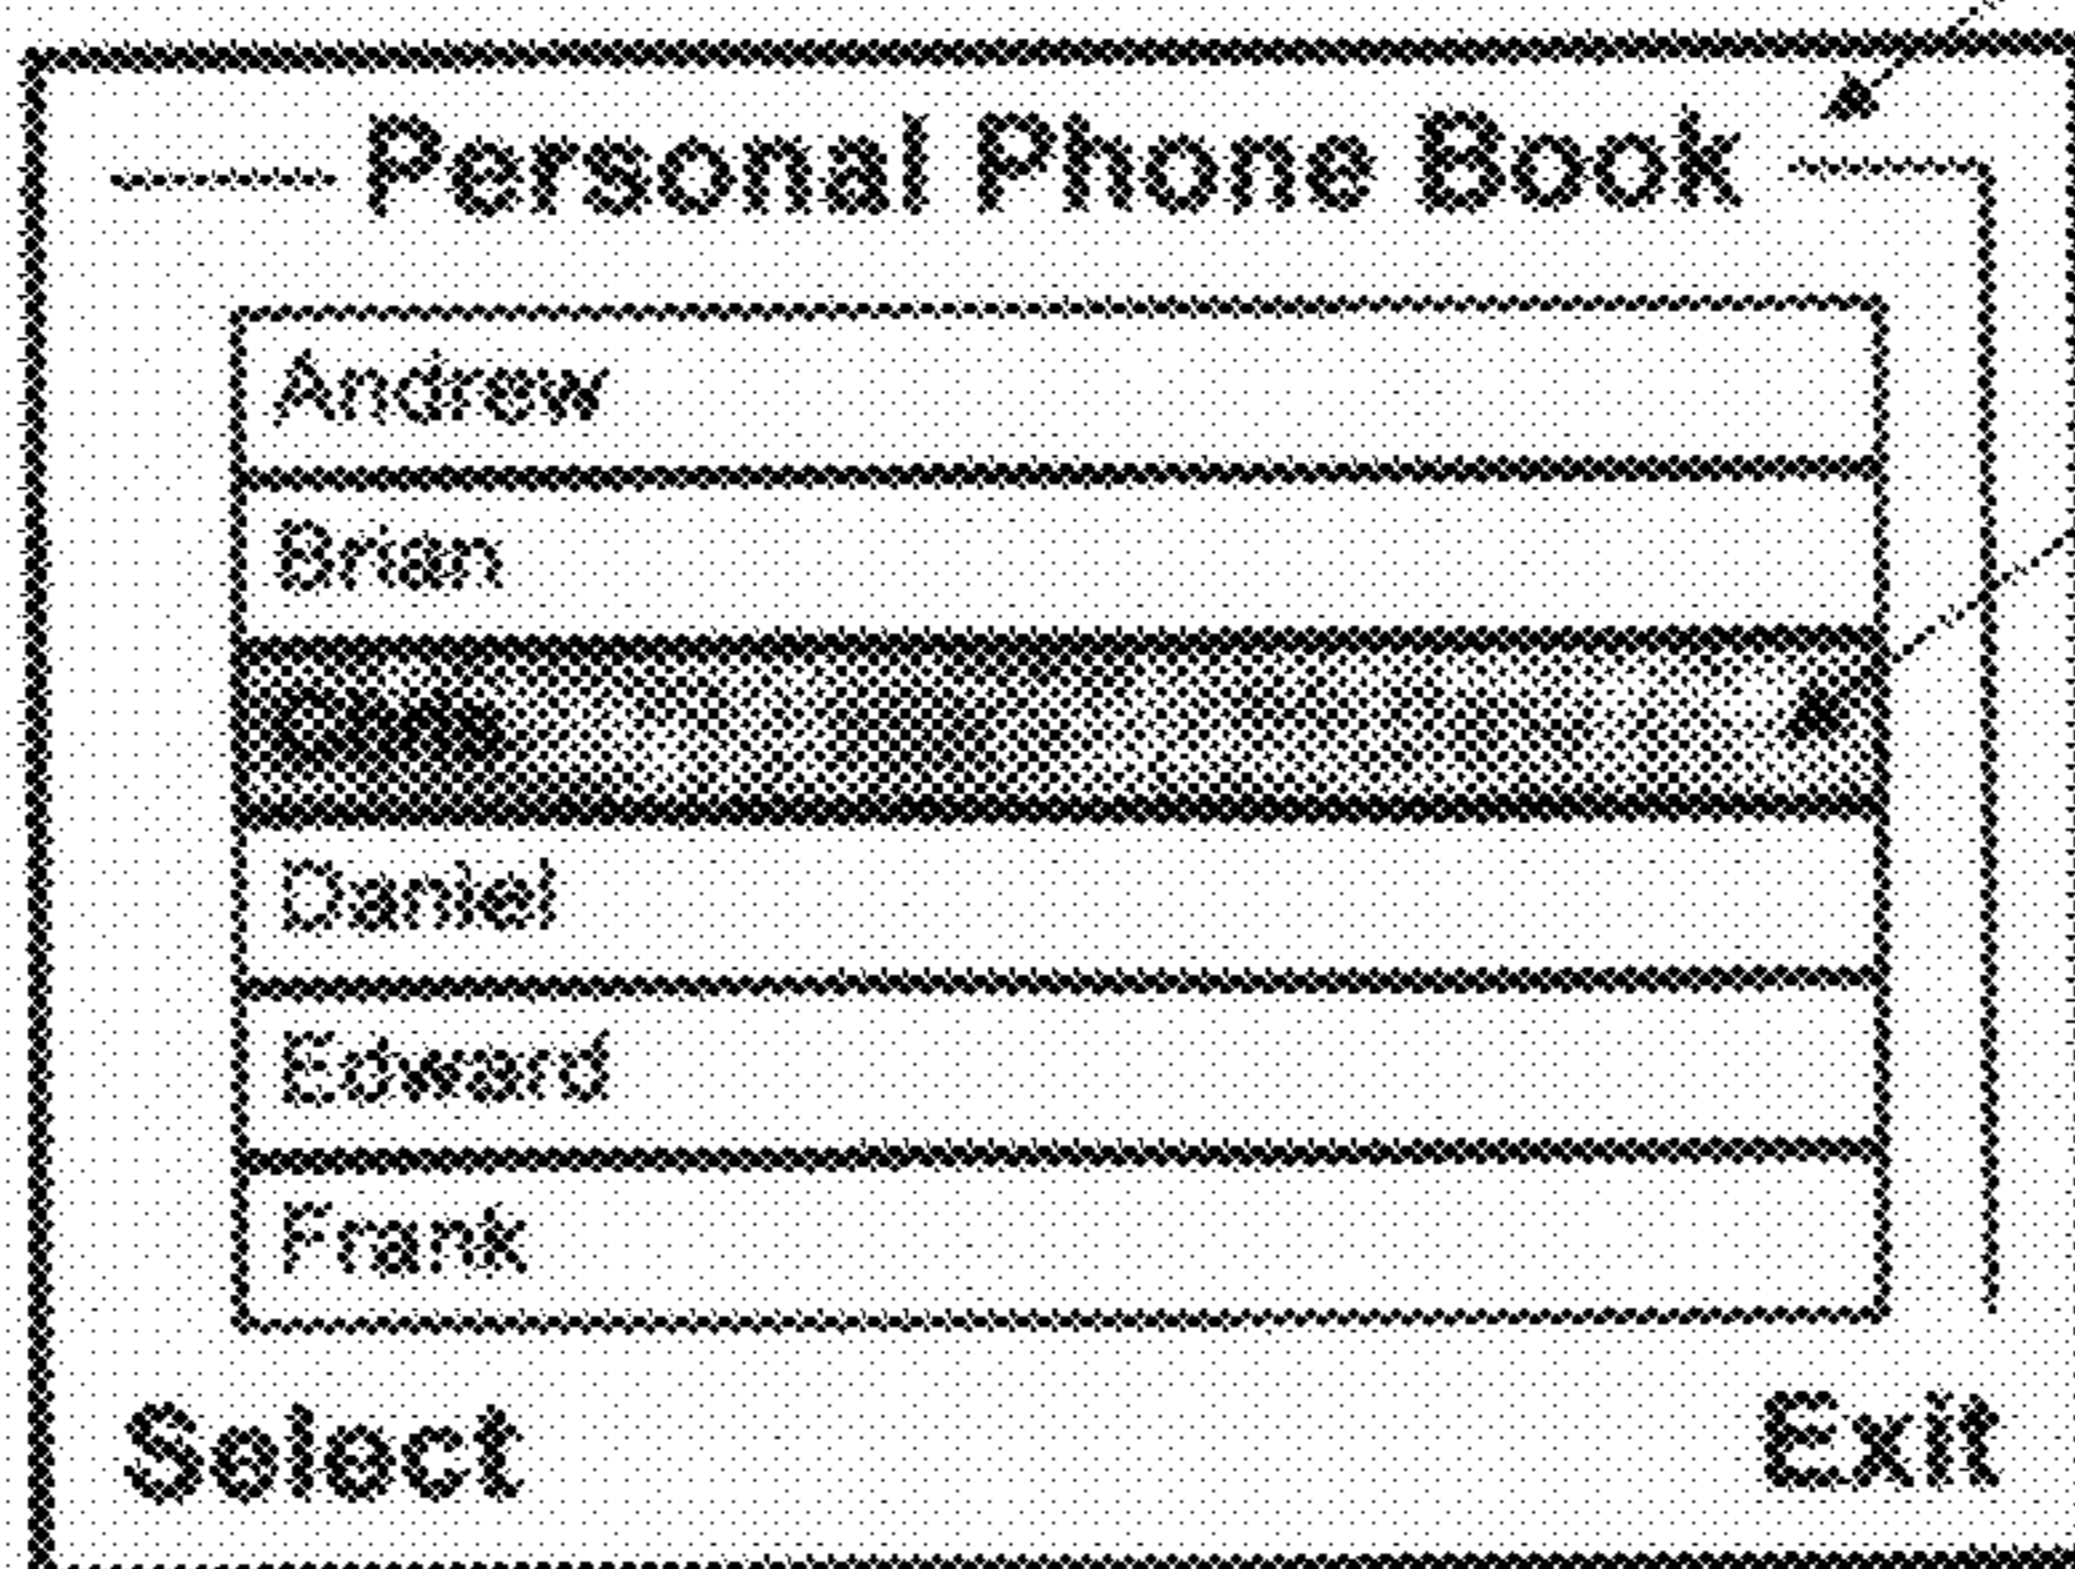 Personal Phone Book
Andrew
Brian
Daniel
Edward
Frank
Select
Exit